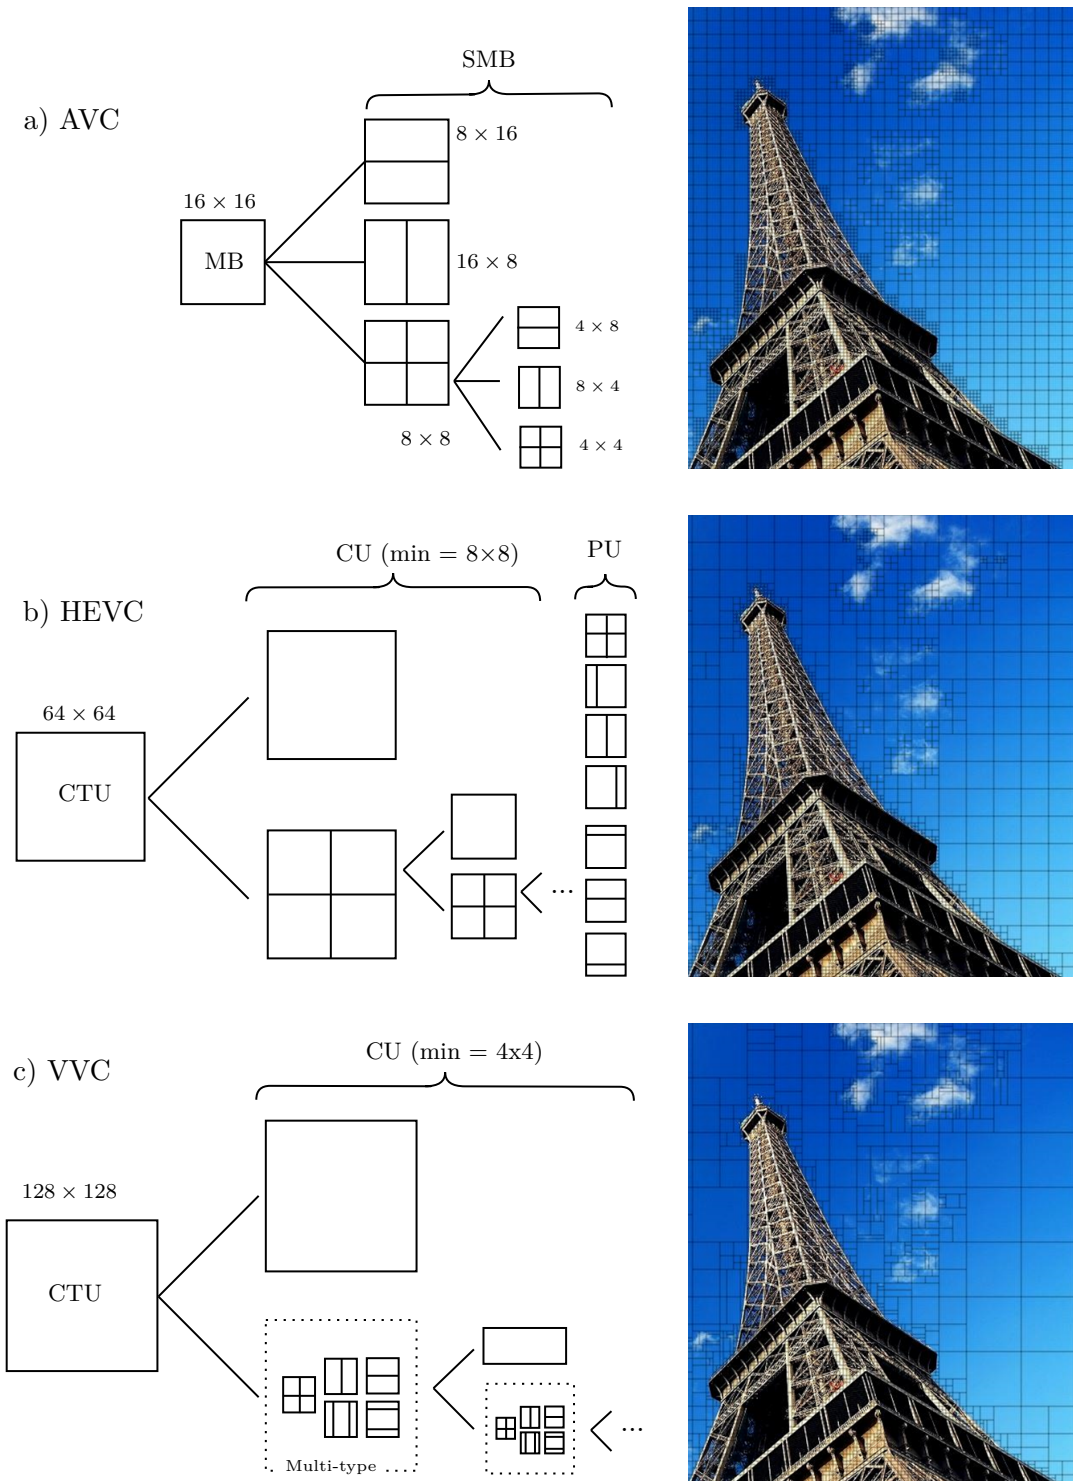 SMB
a) AVC
8 × 16
16 × 16
MB
16 × 8
4 × 8
8 × 4
8 × 8
4 × 4
CU (min = 8×8)
PU
b) HEVC
64 × 64
CTU
...
CU (min = 4x4)
c) VVC
128 × 128
CTU
...
Multi-type